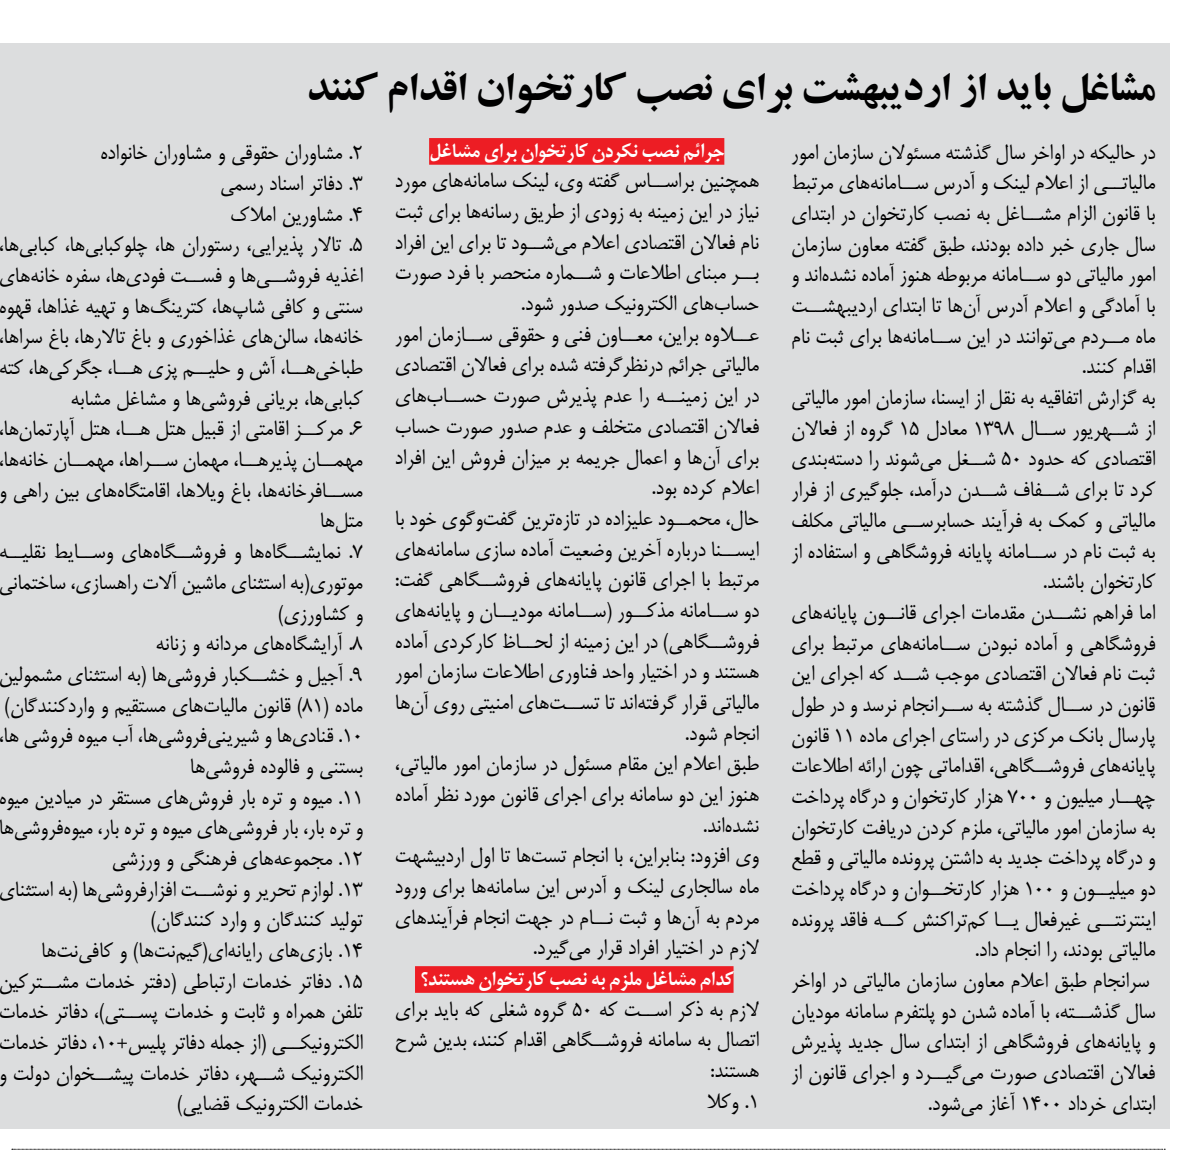 مشاغل باید از اردیبهشت برای نصب کارتخوان اقدام کنند
در حالیکه در اواخر سال گذشته مسئولان سازمان امور
مالیاتی از اعلام لینک و آدرس سامانه‌های مرتبط
با قانون الزام مشاغل به نصب کارتخوان در ابتدای
سال جاری خبر داده بودند، طبق گفته معاون سازمان
امور مالیاتی دو سامانه مربوطه هنوز آماده نشده‌اند و
با آمادگی و اعلام آدرس آن‌ها تا ابتدای اردیبهشت
ماه مردم می‌توانند در این سامانه‌ها برای ثبت نام
اقدام کنند.
به گزارش اتفاقیه به نقل از ایسنا، سازمان امور مالیاتی
از شهریور سال ۱۳۹۸ معادل ۱۵ گروه از فعالان
اقتصادی که حدود ۵۰ شغل می‌شوند را دسته‌بندی
کرد تا برای شفاف شدن درآمد، جلوگیری از فرار
مالیاتی و کمک به فرآیند حسابرسی مالیاتی مکلف
به ثبت نام در سامانه پایانه فروشگاهی و استفاده از
کارتخوان باشند.
اما فراهم نشدن مقدمات اجرای قانون پایانه‌های
فروشگاهی و آماده نبودن سامانه‌های مرتبط برای
ثبت نام فعالان اقتصادی موجب شد که اجرای این
قانون در سال گذشته به سرانجام نرسد و در طول
پارسال بانک مرکزی در راستای اجرای ماده ۱۱ قانون
پایانه‌های فروشگاهی، اقداماتی چون ارائه اطلاعات
چهار میلیون و ۷۰۰ هزار کارتخوان و درگاه پرداخت
به سازمان امور مالیاتی، ملزم کردن دریافت کارتخوان
و درگاه پرداخت جدید به داشتن پرونده مالیاتی و قطع
دو میلیون و ۱۰۰ هزار کارتخوان و درگاه پرداخت
اینترنتی غیرفعال یا کم‌تراکنش که فاقد پرونده
مالیاتی بودند، را انجام داد.
سرانجام طبق اعلام معاون سازمان مالیاتی در اواخر
سال گذشته، با آماده شدن دو پلتفرم سامانه مودیان
و پایانه‌های فروشگاهی از ابتدای سال جدید پذیرش
فعالان اقتصادی صورت می‌گیرد و اجرای قانون از
ابتدای خرداد ۱۴۰۰ آغاز می‌شود.
جرائم نصب نکردن کارتخوان برای مشاغل
همچنین براساس گفته وی، لینک سامانه‌های مورد
نیاز در این زمینه به زودی از طریق رسانه‌ها برای ثبت
نام فعالان اقتصادی اعلام می‌شود تا برای این افراد
بر مبنای اطلاعات و شماره منحصر با فرد صورت
حساب‌های الکترونیک صدور شود.
علاوه براین، معاون فنی و حقوقی سازمان امور
مالیاتی جرائم درنظرگرفته شده برای فعالان اقتصادی
در این زمینه را عدم پذیرش صورت حساب‌های
فعالان اقتصادی متخلف و عدم صدور صورت حساب
برای آن‌ها و اعمال جریمه بر میزان فروش این افراد
اعلام کرده بود.
حال، محمود علیزاده در تازه‌ترین گفت‌وگوی خود با
ایسنا درباره آخرین وضعیت آماده سازی سامانه‌های
مرتبط با اجرای قانون پایانه‌های فروشگاهی گفت:
دو سامانه مذکور (سامانه مودیان و پایانه‌های
فروشگاهی) در این زمینه از لحاظ کارکردی آماده
هستند و در اختیار واحد فناوری اطلاعات سازمان امور
مالیاتی قرار گرفته‌اند تا تست‌های امنیتی روی آن‌ها
انجام شود.
طبق اعلام این مقام مسئول در سازمان امور مالیاتی،
هنوز این دو سامانه برای اجرای قانون مورد نظر آماده
نشده‌اند.
وی افزود: بنابراین، با انجام تست‌ها تا اول اردبیشهت
ماه سالجاری لینک و آدرس این سامانه‌ها برای ورود
مردم به آن‌ها و ثبت نام در جهت انجام فرآیندهای
لازم در اختیار افراد قرار می‌گیرد.
کدام مشاغل ملزم به نصب کارتخوان هستند؟
لازم به ذکر است که ۵۰ گروه شغلی که باید برای
اتصال به سامانه فروشگاهی اقدام کنند، بدین شرح
هستند:
۱. وکلا
۲. مشاوران حقوقی و مشاوران خانواده
۳. دفاتر اسناد رسمی
۴. مشاورین املاک
۵. تالار پذیرایی، رستوران ها، چلوکبابی‌ها، کبابی‌ها،
اغذیه فروشی‌ها و فست فودی‌ها، سفره خانه‌های
سنتی و کافی شاپ‌ها، کترینگ‌ها و تهیه غذاها، قهوه
خانه‌ها، سالن‌های غذاخوری و باغ تالارها، باغ سراها،
طباخی‌ها، آش و حلیم پزی ها، جگرکی‌ها، کته
کبابی‌ها، بریانی فروشی‌ها و مشاغل مشابه
۶. مرکز اقامتی از قبیل هتل ها، هتل آپارتمان‌ها،
مهمان پذیرها، مهمان سراها، مهمان خانه‌ها،
مسافرخانه‌ها، باغ ویلاها، اقامتگاه‌های بین راهی و
متل‌ها
۷. نمایشگاه‌ها و فروشگاه‌های وسایط نقلیه
موتوری(به استثنای ماشین آلات راهسازی، ساختمانی
و کشاورزی)
۸. آرایشگاه‌های مردانه و زنانه
۹. آجیل و خشکبار فروشی‌ها (به استثنای مشمولین
ماده (۸۱) قانون مالیات‌های مستقیم و واردکنندگان)
۱۰. قنادی‌ها و شیرینی‌فروشی‌ها، آب میوه فروشی ها،
بستنی و فالوده فروشی‌ها
۱۱. میوه و تره بار فروش‌های مستقر در میادین میوه
و تره بار، بار فروشی‌های میوه و تره بار، میوه‌فروشی‌ها
۱۲. مجموعه‌های فرهنگی و ورزشی
۱۳. لوازم تحریر و نوشت افزارفروشی‌ها (به استثنای
تولید کنندگان و وارد کنندگان)
۱۴. بازی‌های رایانه‌ای(گیم‌نت‌ها) و کافی‌نت‌ها
۱۵. دفاتر خدمات ارتباطی (دفتر خدمات مشترکین
تلفن همراه و ثابت و خدمات پستی)، دفاتر خدمات
الکترونیکی (از جمله دفاتر پلیس+۱۰، دفاتر خدمات
الکترونیک شهر، دفاتر خدمات پیشخوان دولت و
خدمات الکترونیک قضایی)